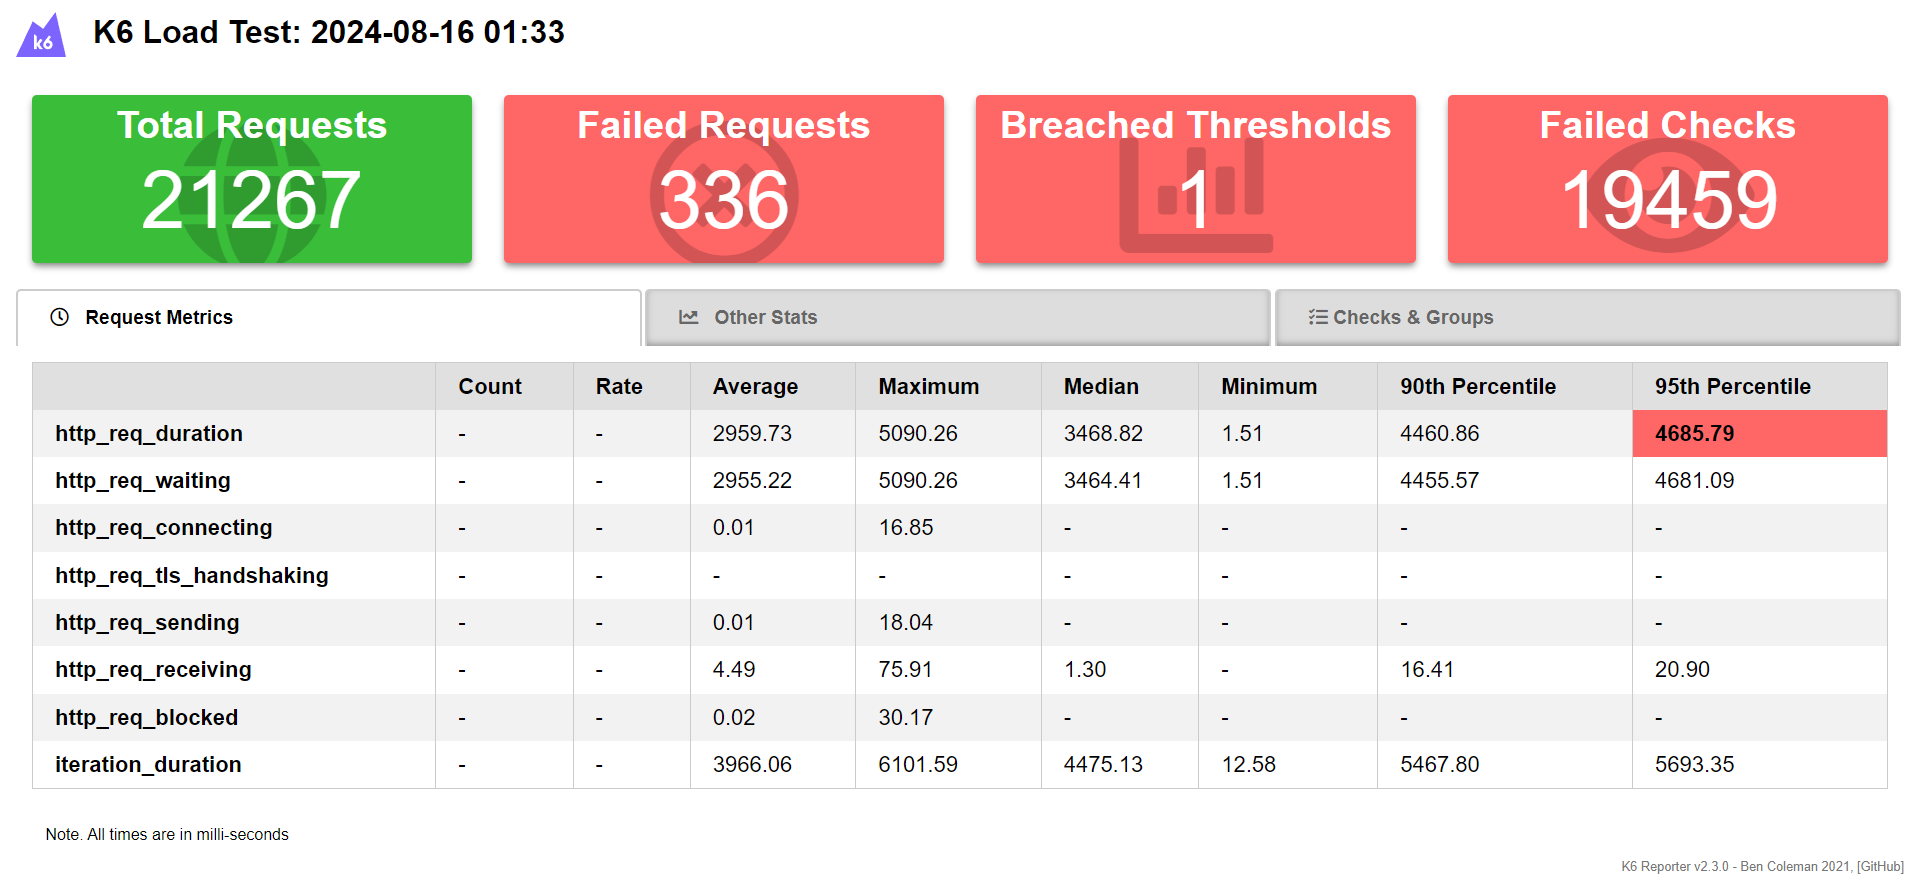 k6
K6 Load Test: 2024-08-16 01:33
Total Requests
21267
Failed Requests
336
Breached Thresholds
1
Failed Checks
19459
Request Metrics
Other Stats
Checks & Groups
Count Rate Average Maximum Median Minimum 90th Percentile 95th Percentile
http_req_duration - - 2959.73 5090.26 3468.82 1.51 4460.86 4685.79
http_req_waiting - - 2955.22 5090.26 3464.41 1.51 4455.57 4681.09
http_req_connecting - - 0.01 16.85 - - - -
http_req_tls_handshaking - - - - - - - -
http_req_sending - - 0.01 18.04 - - - -
http_req_receiving - - 4.49 75.91 1.30 - 16.41 20.90
http_req_blocked - - 0.02 30.17 - - - -
iteration_duration - - 3966.06 6101.59 4475.13 12.58 5467.80 5693.35
Note. All times are in milli-seconds
K6 Reporter v2.3.0 - Ben Coleman 2021, [GitHub]